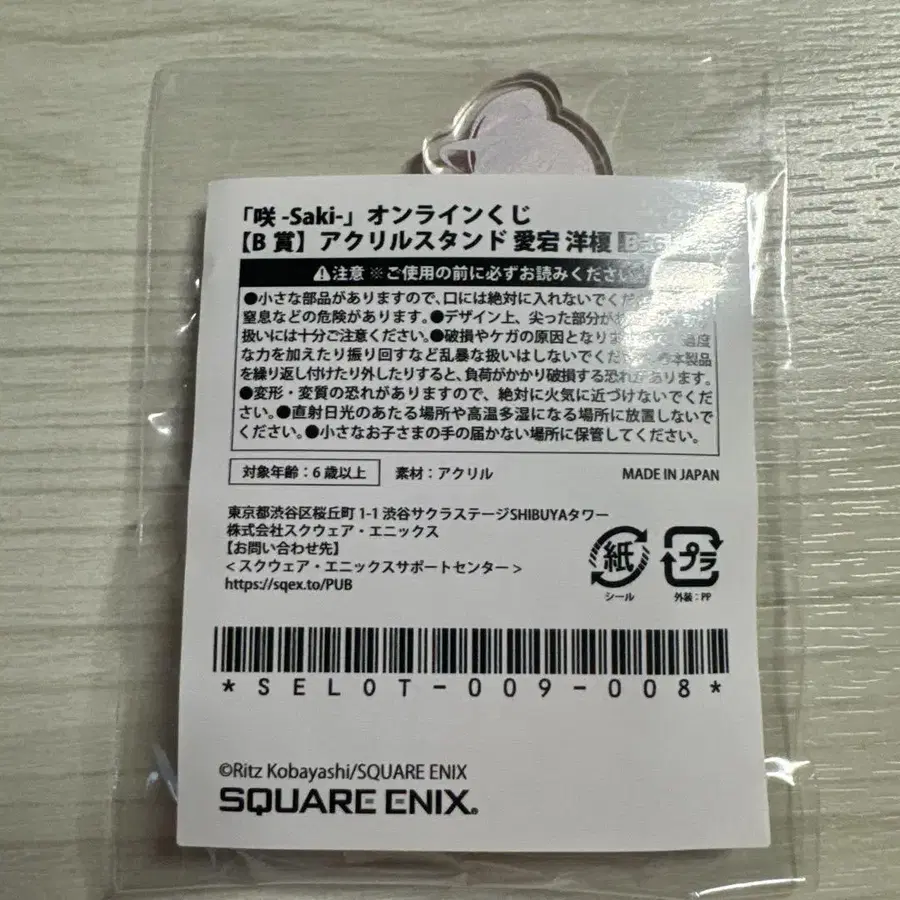 「咲 -Saki-」オンラインくじ
【B 賞】アクリルスタンド 愛宕 洋榎
⚠注意 ※ご使用の前に必ずお読みください
●小さな部品がありますので、口には絶対に入れないでくだ
窒息などの危険があります。●デザイン上、尖った部分が
扱いには十分ご注意ください。●破損やケガの原因となり 過度
な力を加えたり振り回すなど乱暴な扱いはしないでください。●本製品
を繰り返し付けたり外したりすると、負荷がかかり破損する恐れがあります。
●変形・変質の恐れがありますので、絶対に火気に近づけないでくだ
さい。●直射日光のあたる場所や高温多湿になる場所に放置しないで
ください。●小さなお子さまの手の届かない場所に保管してください。
対象年齢：6 歳以上 素材：アクリル MADE IN JAPAN
東京都渋谷区桜丘町 1-1 渋谷サクラステージSHIBUYAタワー
株式会社スクウェア・エニックス
【お問い合わせ先】
＜スクウェア・エニックスサポートセンター＞
https://sqex.to/PUB
紙 プラ
シール 外装：PP
*SEL0T-009-008*
©Ritz Kobayashi/SQUARE ENIX
SQUARE ENIX®